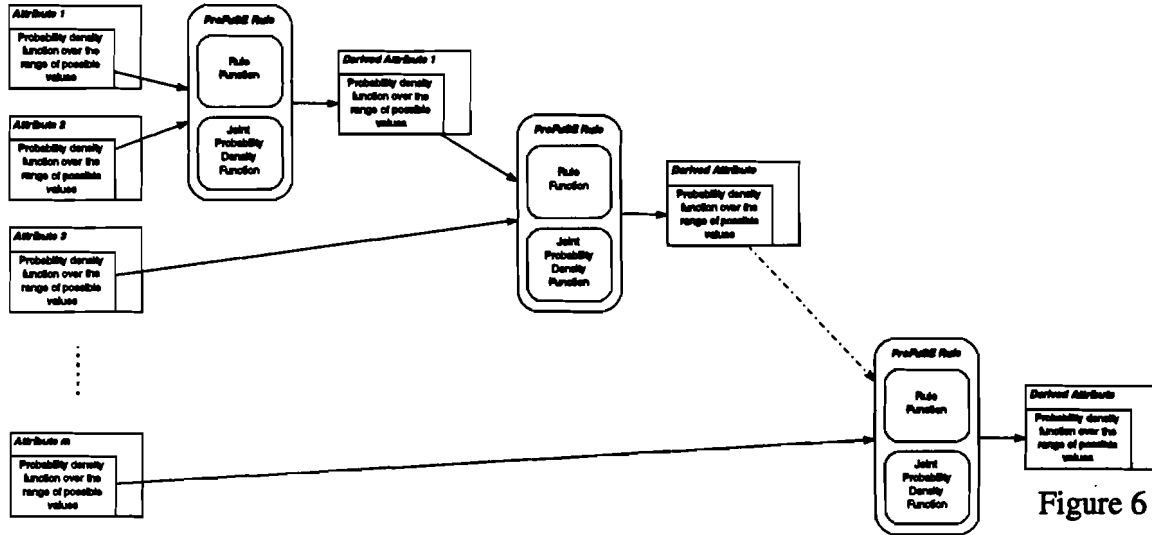 Attribute 1
Probability density
function over the
range of possible
values
Attribute 2
Probability density
function over the
range of possible
values
ProFuSE Rule
Rule
Function
Joint
Probability
Density
Function
Derived Attribute 1
Probability density
function over the
range of possible
values
Attribute 3
Probability density
function over the
range of possible
values
ProFuSE Rule
Rule
Function
Joint
Probability
Density
Function
Derived Attribute
Probability density
function over the
range of possible
values
Attribute m
Probability density
function over the
range of possible
values
ProFuSE Rule
Rule
Function
Joint
Probability
Density
Function
Derived Attribute
Probability density
function over the
range of possible
values
Figure 6